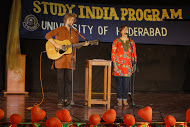 STUDY INDIA PROGRAM
UNIVERSITY OF HYDERABAD